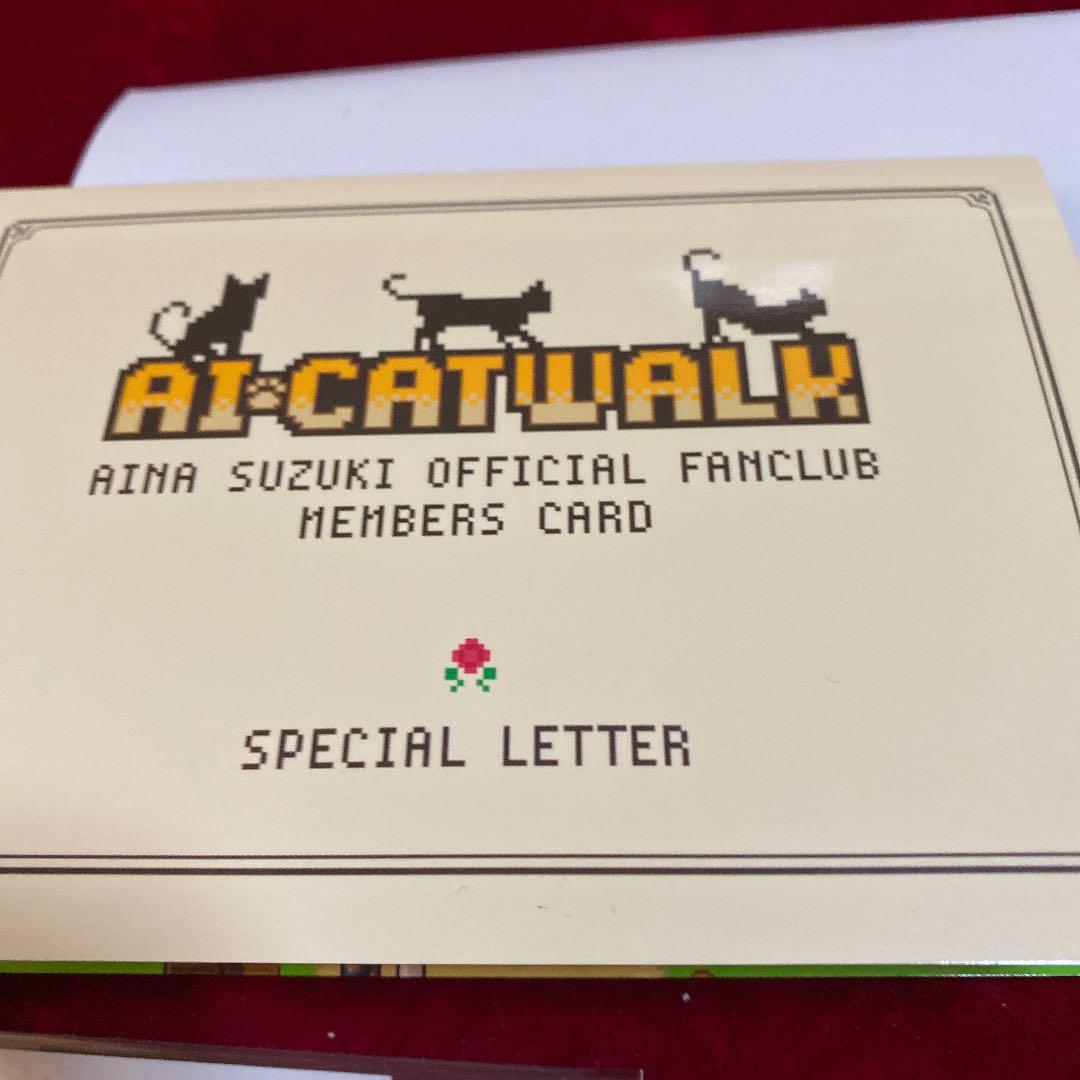 AI CATWALK
AINA SUZUKI OFFICIAL FANCLUB
MEMBERS CARD
SPECIAL LETTER